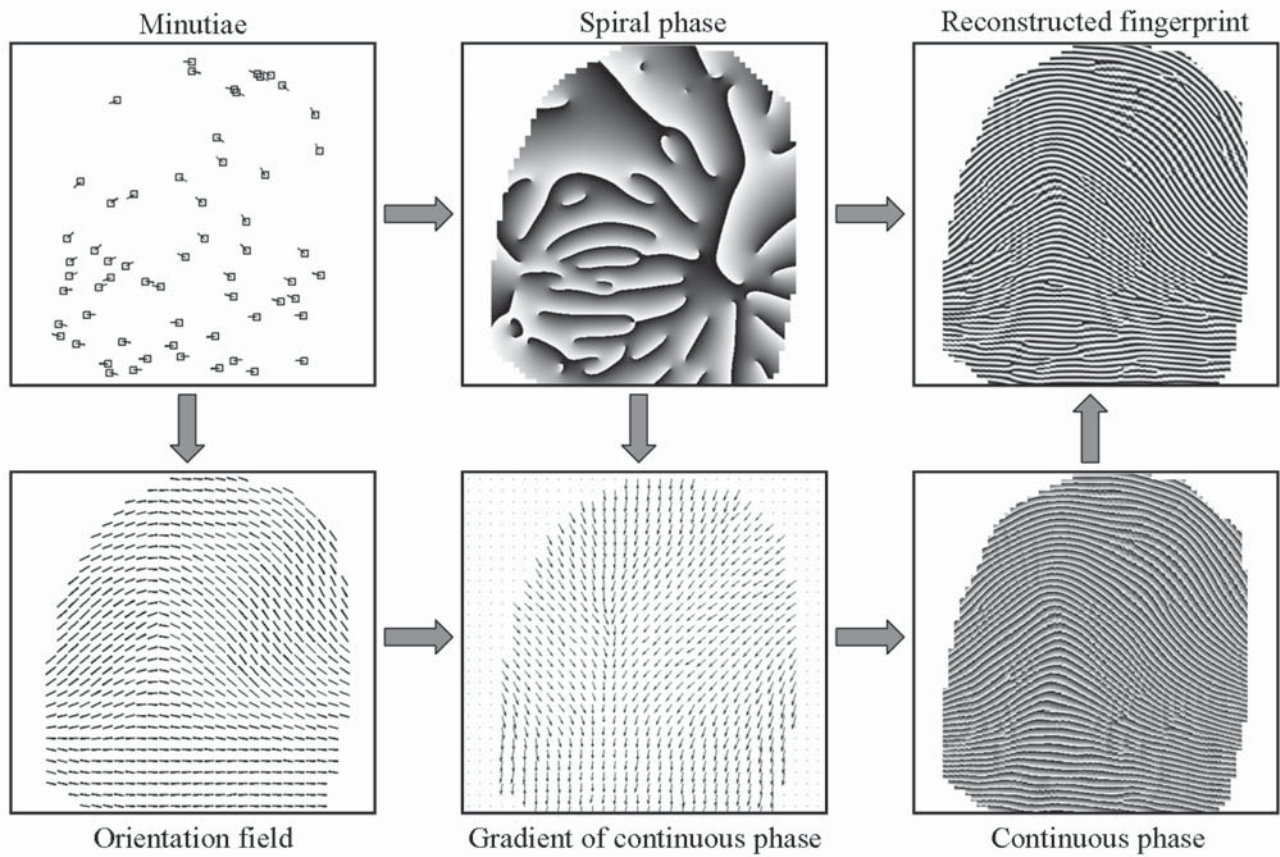 Minutiae
Spiral phase
Reconstructed fingerprint
Orientation field
Gradient of continuous phase
Continuous phase